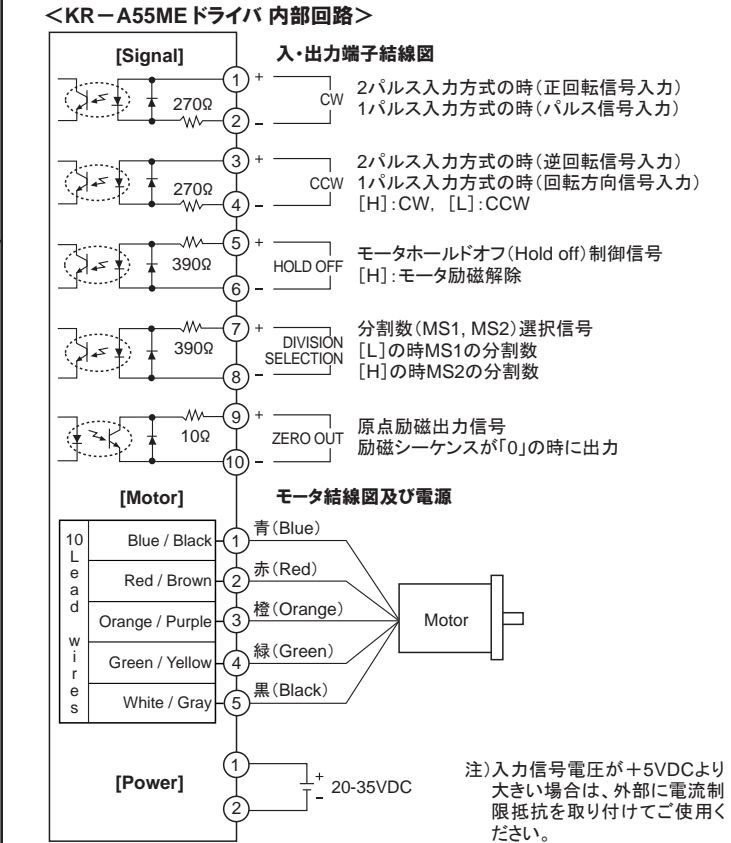 ＜KR－A55MEドライバ 内部回路＞
[Signal]
入・出力端子結線図
1 +
270Ω
2 −
CW
2パルス入力方式の時（正回転信号入力）
1パルス入力方式の時（パルス信号入力）
3 +
270Ω
4 −
CCW
2パルス入力方式の時（逆回転信号入力）
1パルス入力方式の時（回転方向信号入力）
［H］：CW, ［L］：CCW
5 +
390Ω
6 −
HOLD OFF
モータホールドオフ（Hold off）制御信号
［H］：モータ励磁解除
7 +
390Ω
8 −
DIVISION
SELECTION
分割数（MS1, MS2）選択信号
［L］の時MS1の分割数
［H］の時MS2の分割数
9 +
10Ω
10 −
ZERO OUT
原点励磁出力信号
励磁シーケンスが「0」の時に出力
[Motor]
モータ結線図及び電源
10 Lead wires
Blue / Black 1 青（Blue）
Red / Brown 2 赤（Red）
Orange / Purple 3 橙（Orange）
Green / Yellow 4 緑（Green）
White / Gray 5 黒（Black）
Motor
[Power]
1
2
+
−
20-35VDC
注）入力信号電圧が＋5VDCより
大きい場合は、外部に電流制
限抵抗を取り付けてご使用く
ださい。